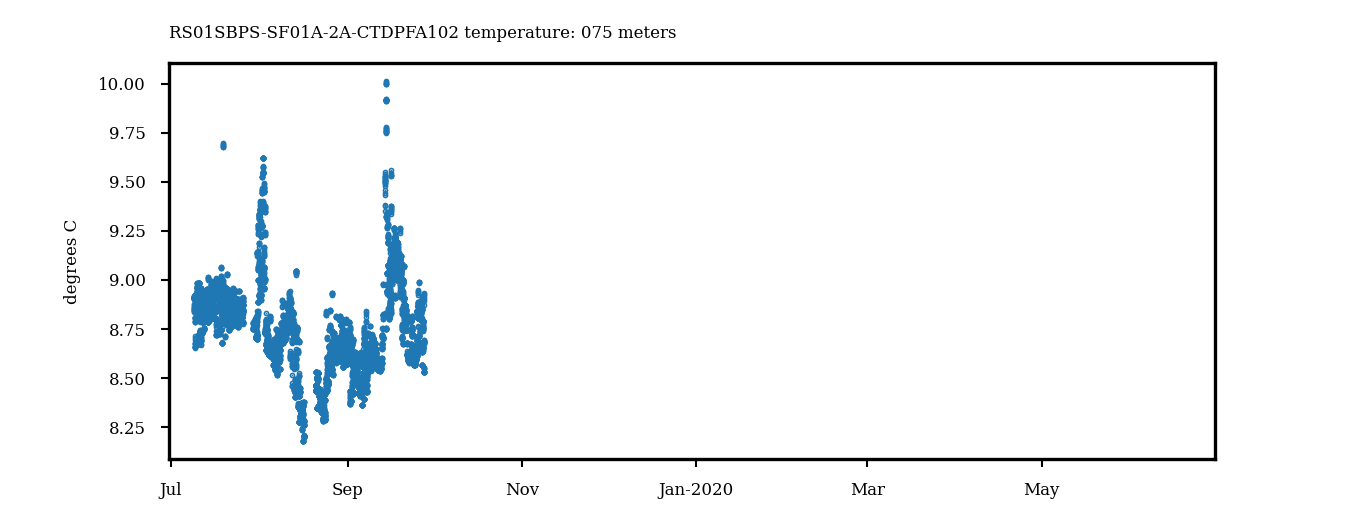 RS01SBPS-SF01A-2A-CTDPFA102 temperature: 075 meters
10.00
9.75
9.50
9.25
9.00
8.75
8.50
8.25
degrees C
Jul
Sep
Nov
Jan-2020
Mar
May